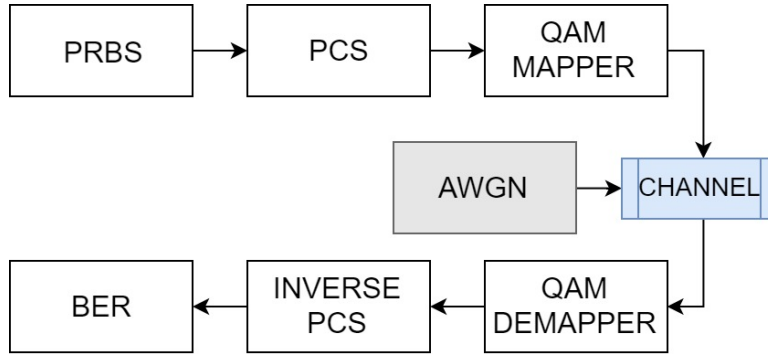 PRBS
PCS
QAM
MAPPER
AWGN
CHANNEL
BER
INVERSE
PCS
QAM
DEMAPPER